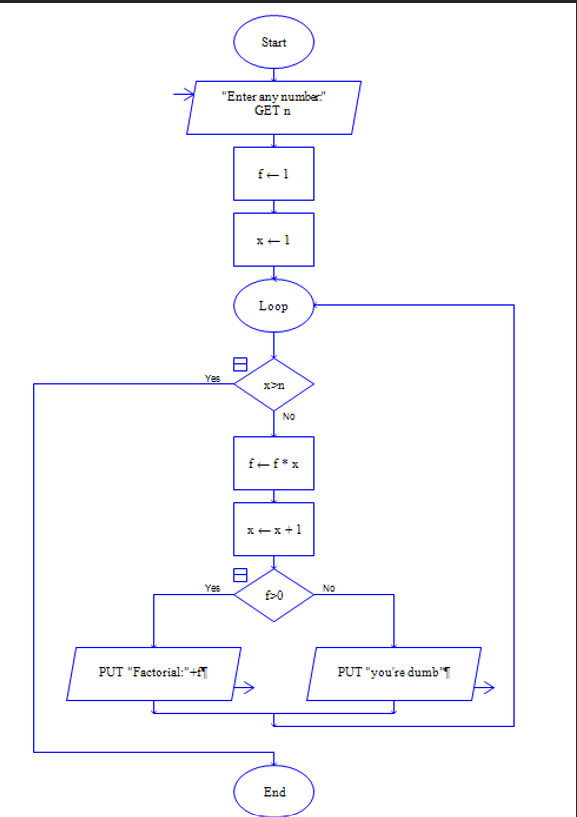 Start
"Enter any number:"
GET n
f ← 1
x ← 1
Loop
Yes
x>n
No
f ← f * x
x ← x + 1
Yes
f>0
No
PUT "Factorial:"+f¶
PUT "you're dumb"¶
End